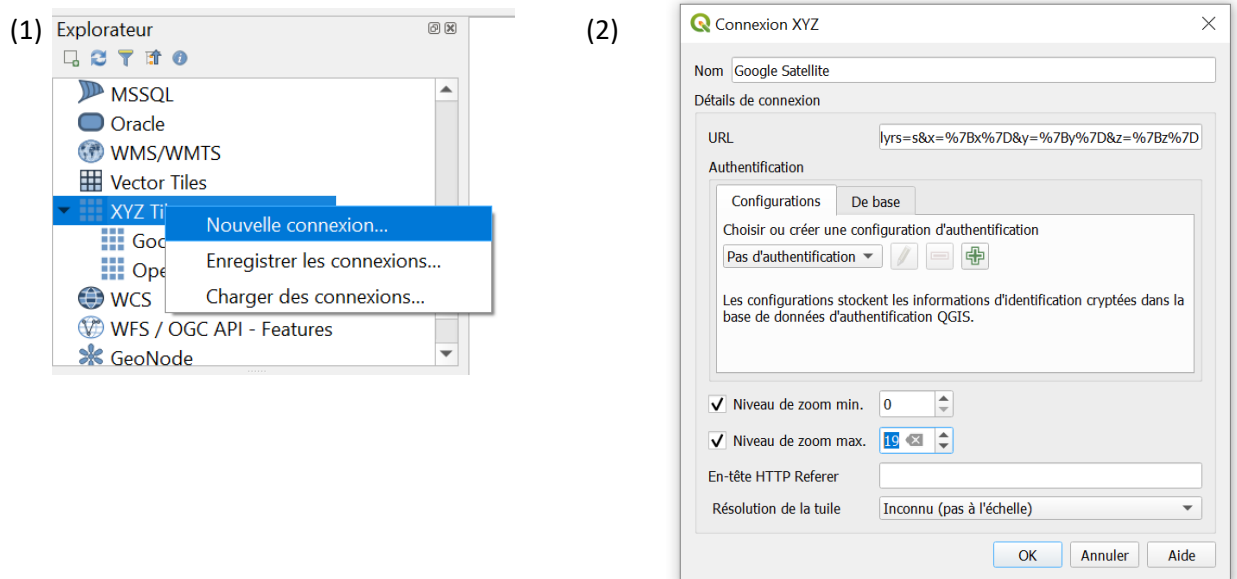 (1)
Explorateur
MSSQL
Oracle
WMS/WMTS
Vector Tiles
XYZ Ti
Nouvelle connexion...
Goo
Enregistrer les connexions...
Ope
Charger des connexions...
WCS
WFS / OGC API - Features
GeoNode
(2)
Connexion XYZ
Nom Google Satellite
Détails de connexion
URL lyrs=s&x=%7Bx%7D&y=%7By%7D&z=%7Bz%7D
Authentification
Configurations De base
Choisir ou créer une configuration d'authentification
Pas d'authentification
Les configurations stockent les informations d'identification cryptées dans la
base de données d'authentification QGIS.
Niveau de zoom min. 0
Niveau de zoom max. 19
En-tête HTTP Referer
Résolution de la tuile Inconnu (pas à l'échelle)
OK Annuler Aide